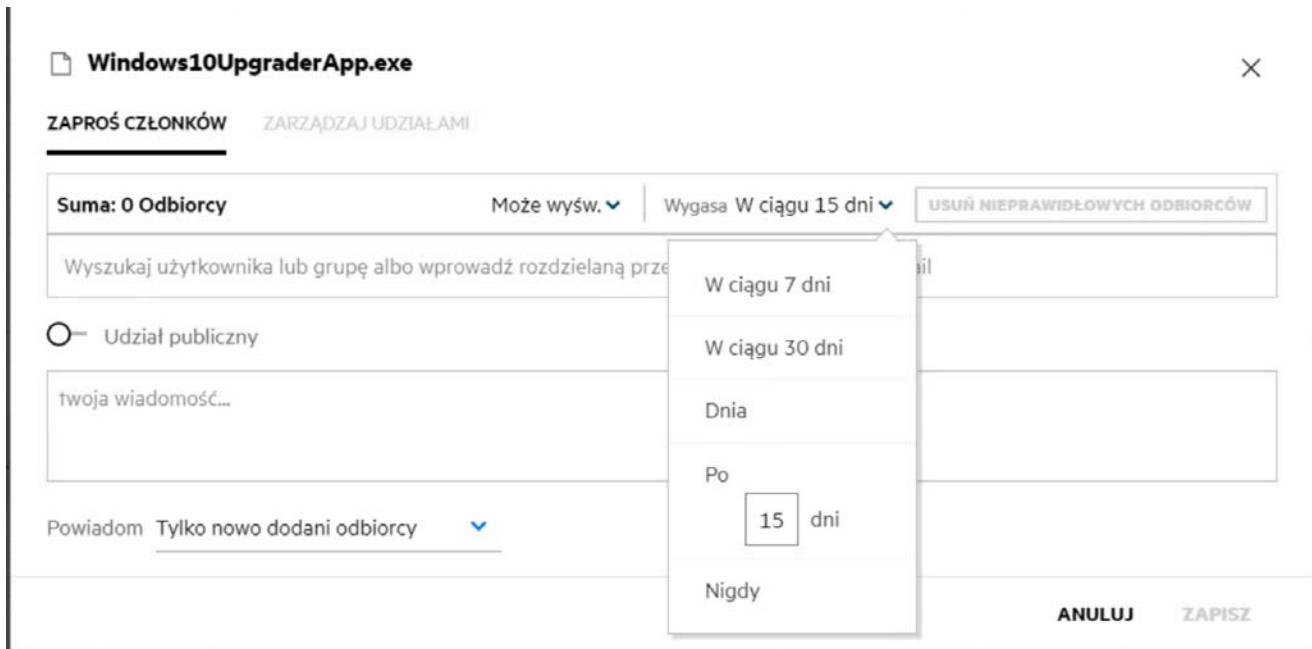 Windows10UpgraderApp.exe
ZAPROŚ CZŁONKÓW ZARZĄDZAJ UDZIAŁAMI
Suma: 0 Odbiorcy Może wyśw. Wygasa W ciągu 15 dni USUŃ NIEPRAWIDŁOWYCH ODBIORCÓW
Wyszukaj użytkownika lub grupę albo wprowadź rozdzielaną
W ciągu 7 dni
Udział publiczny
W ciągu 30 dni
twoja wiadomość...
Dnia
Po
15 dni
Powiadom Tylko nowo dodani odbiorcy
Nigdy
ANULUJ ZAPISZ